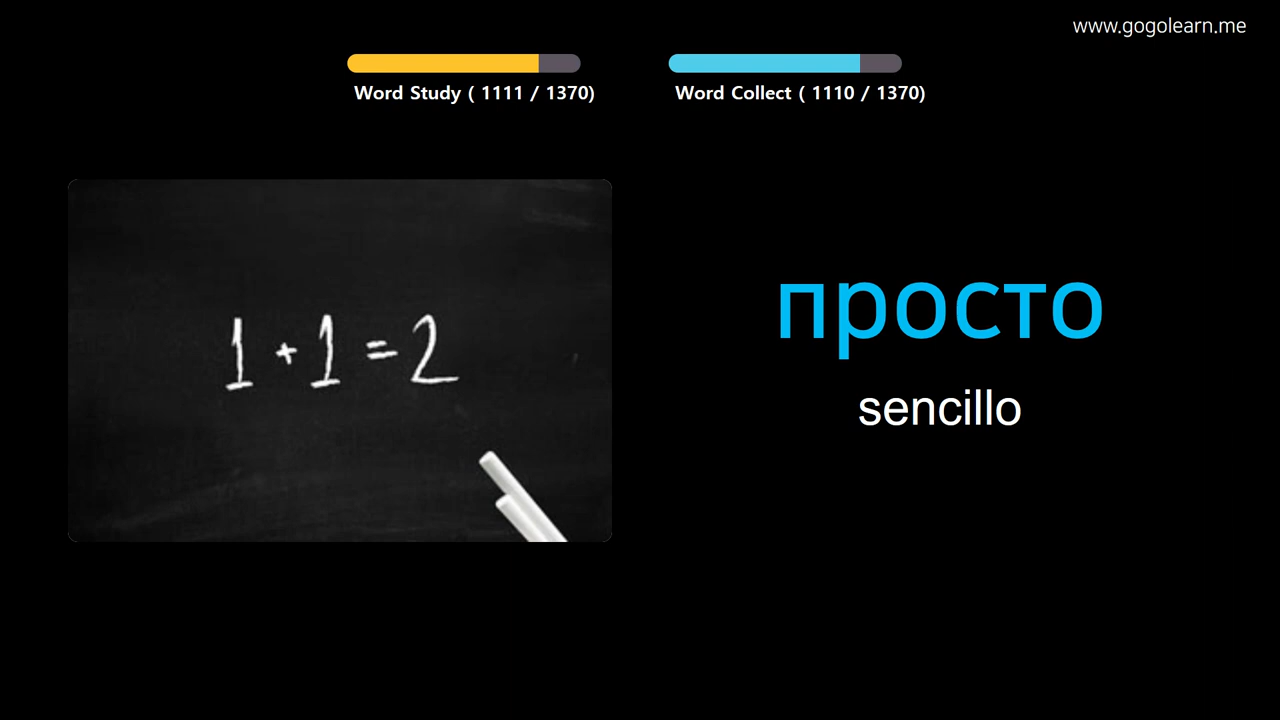 www.gogolearn.me
Word Study ( 1111 / 1370)
Word Collect ( 1110 / 1370)
1 + 1 = 2
просто
sencillo